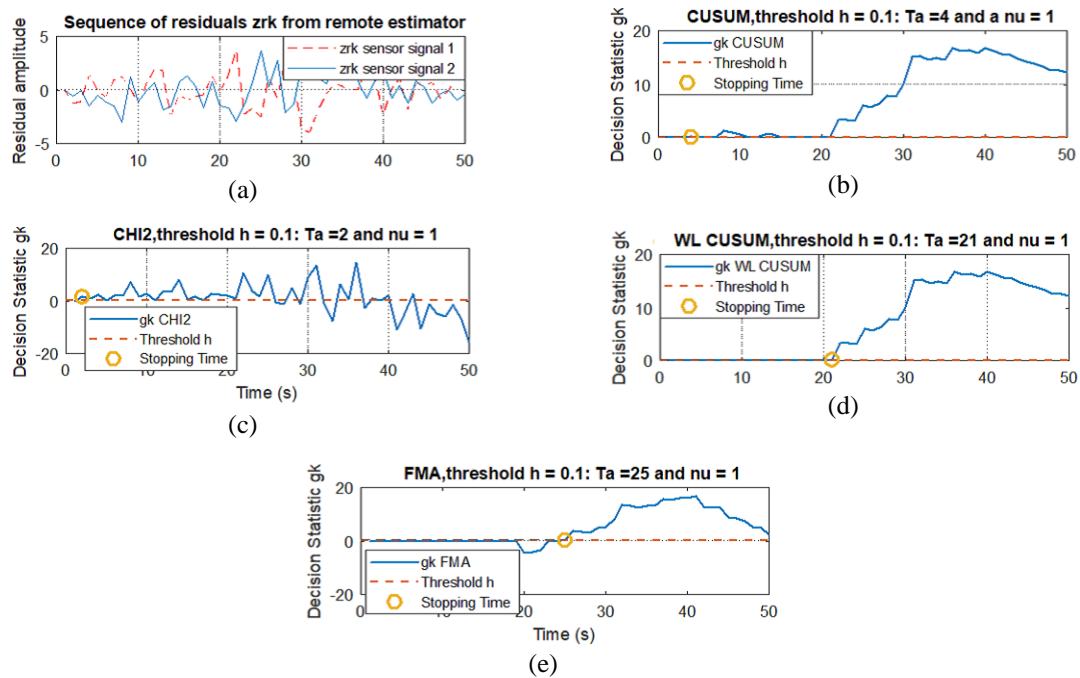 Sequence of residuals zrk from remote estimator
Residual amplitude
5
0
-5
zrk sensor signal 1
zrk sensor signal 2
0 10 20 30 40 50
(a)
CUSUM,threshold h = 0.1: Ta =4 and a nu = 1
Decision Statistic gk
20
10
0
gk CUSUM
Threshold h
Stopping Time
0 10 20 30 40 50
(b)
CHI2,threshold h = 0.1: Ta =2 and nu = 1
Decision Statistic gk
20
0
-20
gk CHI2
Threshold h
Stopping Time
0 10 20 30 40 50
Time (s)
(c)
WL CUSUM,threshold h = 0.1: Ta =21 and nu = 1
Decision Statistic gk
20
10
0
gk WL CUSUM
Threshold h
Stopping Time
0 10 20 30 40 50
(d)
FMA,threshold h = 0.1: Ta =25 and nu = 1
Decision Statistic gk
20
0
-20
gk FMA
Threshold h
Stopping Time
0 10 20 30 40 50
Time (s)
(e)